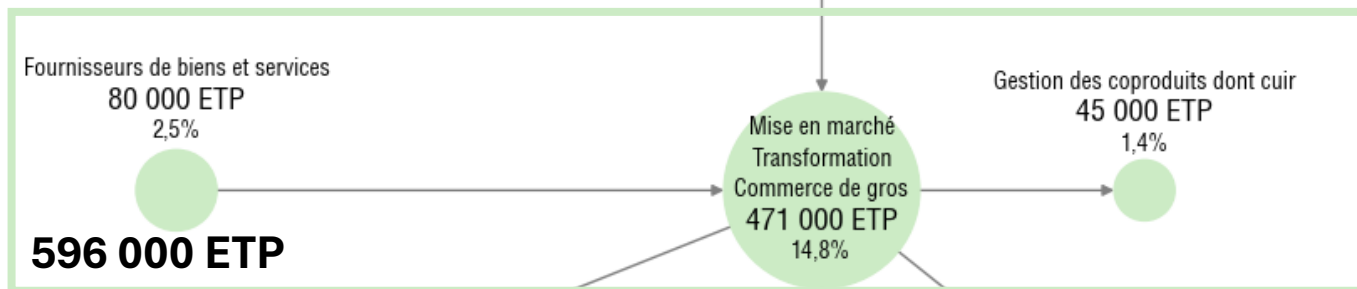 Fournisseurs de biens et services
80 000 ETP
2,5%
596 000 ETP
Mise en marché
Transformation
Commerce de gros
471 000 ETP
14,8%
Gestion des coproduits dont cuir
45 000 ETP
1,4%